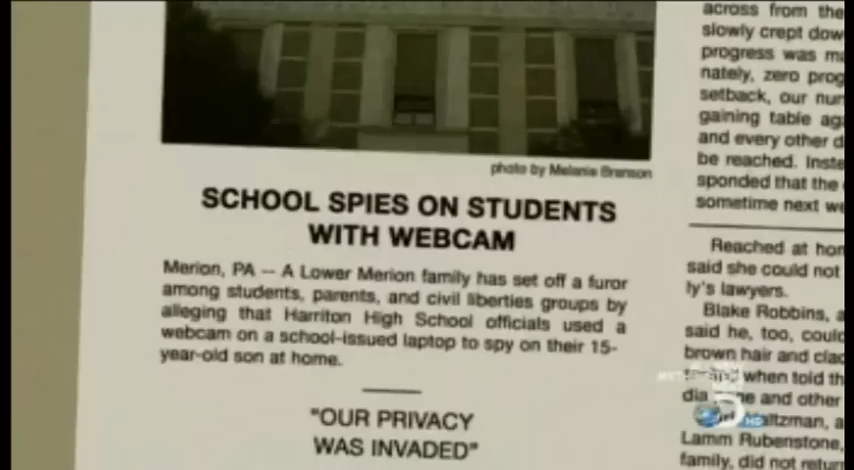 photo by Melanie Branson
SCHOOL SPIES ON STUDENTS
WITH WEBCAM
Merion, PA -- A Lower Merion family has set off a furor
among students, parents, and civil liberties groups by
alleging that Harriton High School officials used a
webcam on a school-issued laptop to spy on their 15-
year-old son at home.
"OUR PRIVACY
WAS INVADED"
across from the
slowly crept dow
progress was ma
nately, zero prog
setback, our nur
gaining table ag
and every other d
be reached. Inste
sponded that the
sometime next we
Reached at hom
said she could not
ly's lawyers.
Blake Robbins, a
said he, too, could
brown hair and clad
when told th
dia and other
Lamm Rubenstone,
family, did not retur
HD